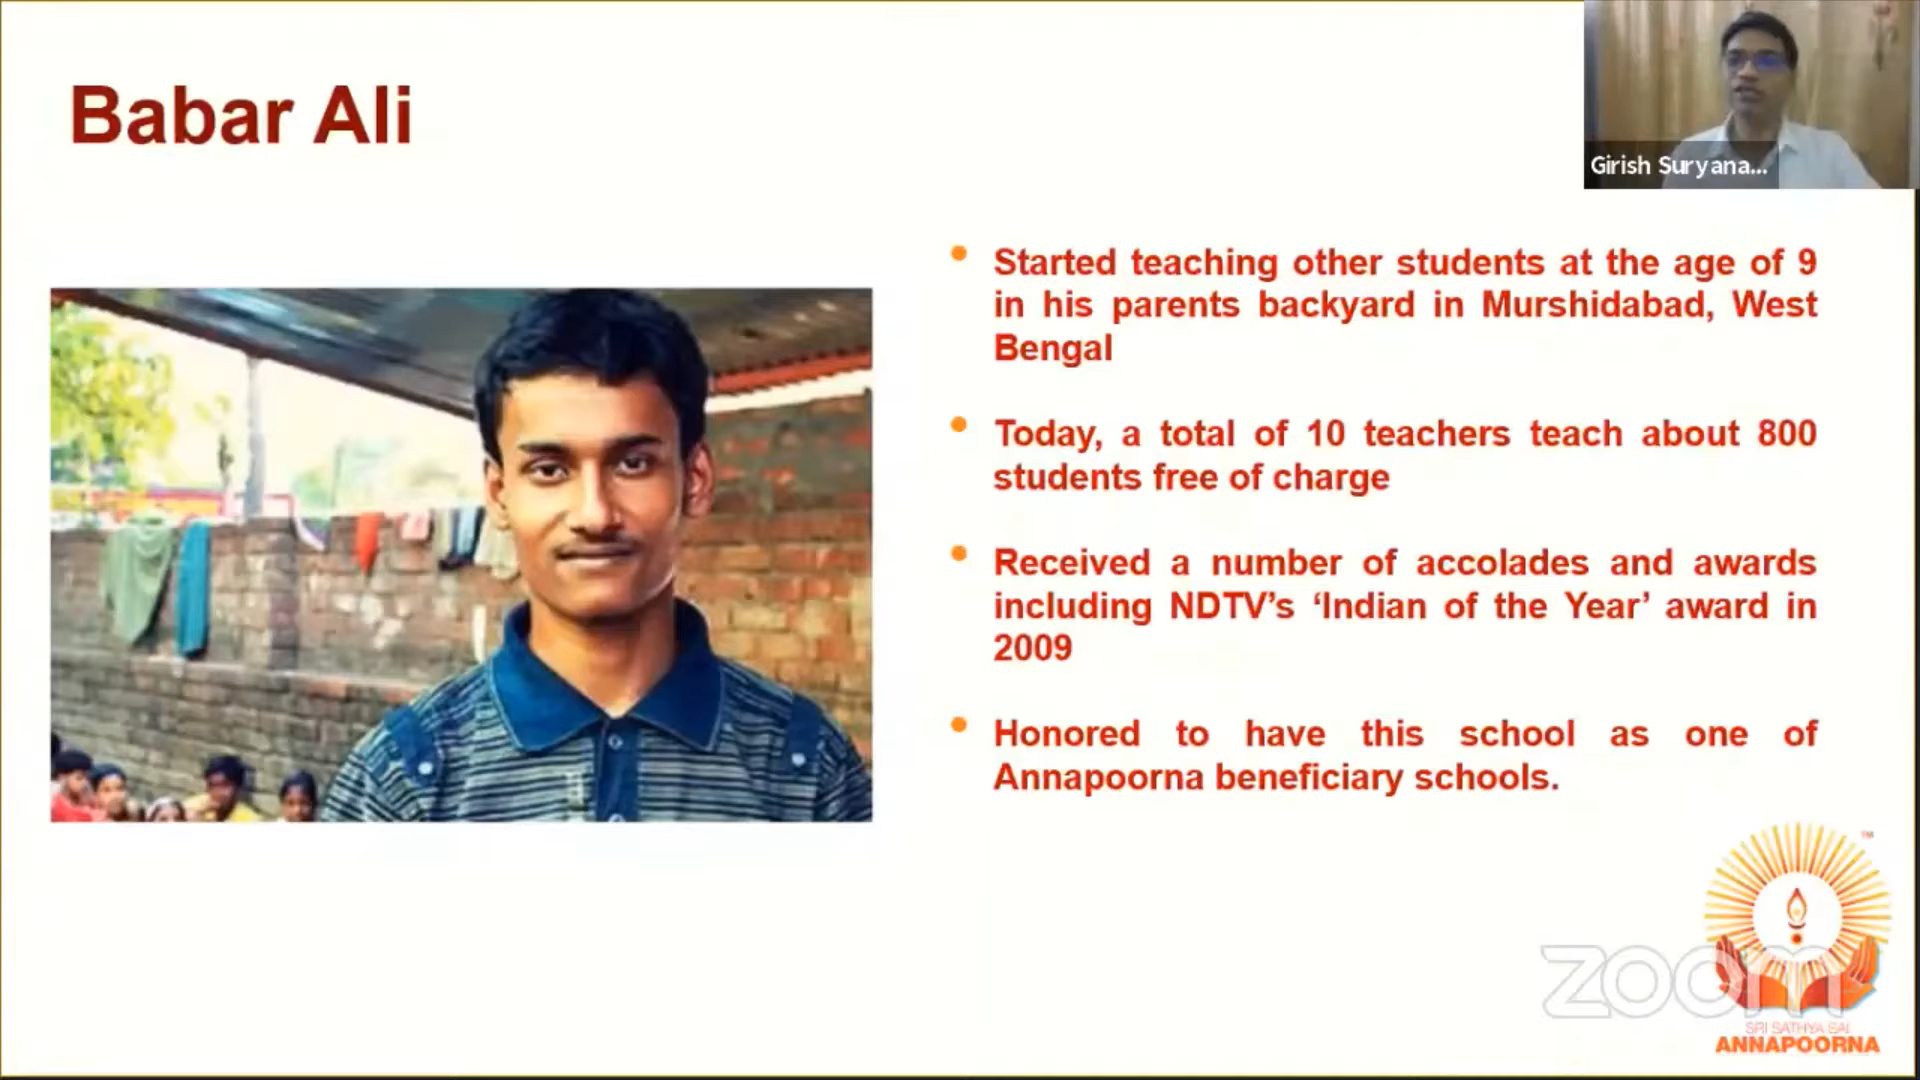 Babar Ali
Girish Suryana...
Started teaching other students at the age of 9
in his parents backyard in Murshidabad, West
Bengal
Today, a total of 10 teachers teach about 800
students free of charge
Received a number of accolades and awards
including NDTV’s ‘Indian of the Year’ award in
2009
Honored to have this school as one of
Annapoorna beneficiary schools.
TM
zoom
SRI SATHYA SAI
ANNAPOORNA